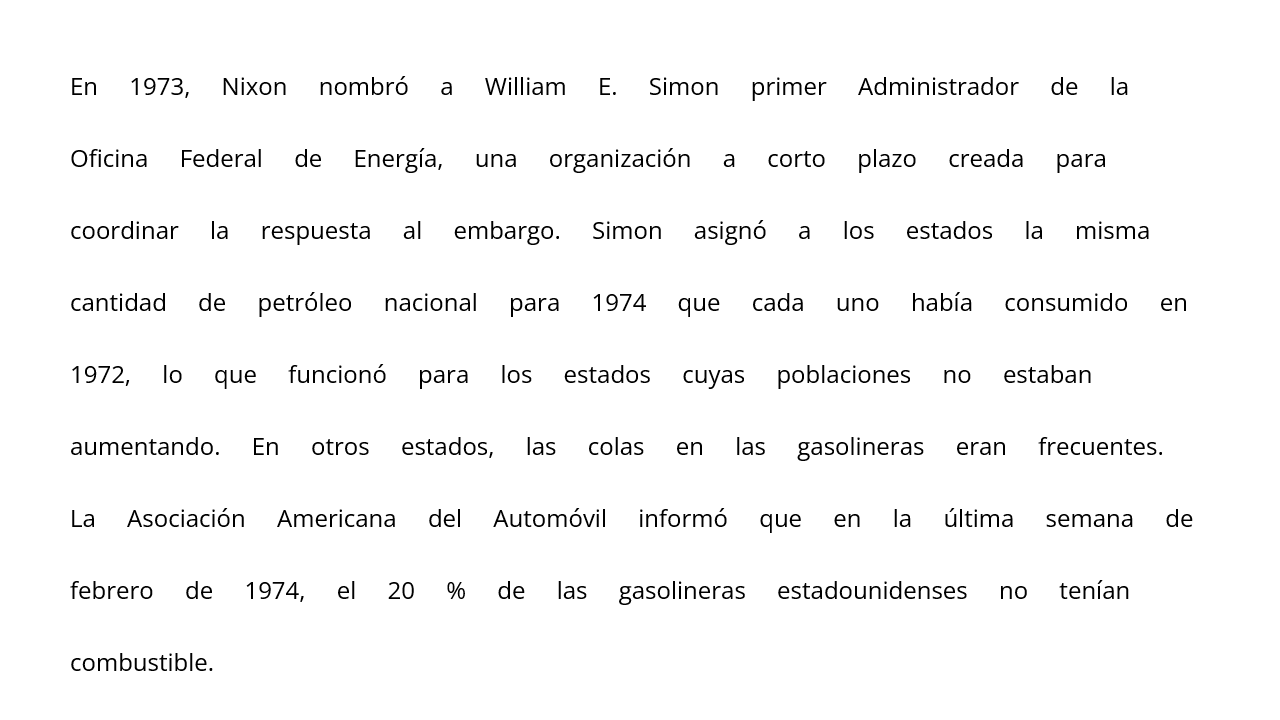 En 1973, Nixon nombró a William E. Simon primer Administrador de la
Oficina Federal de Energía, una organización a corto plazo creada para
coordinar la respuesta al embargo. Simon asignó a los estados la misma
cantidad de petróleo nacional para 1974 que cada uno había consumido en
1972, lo que funcionó para los estados cuyas poblaciones no estaban
aumentando. En otros estados, las colas en las gasolineras eran frecuentes.
La Asociación Americana del Automóvil informó que en la última semana de
febrero de 1974, el 20 % de las gasolineras estadounidenses no tenían
combustible.